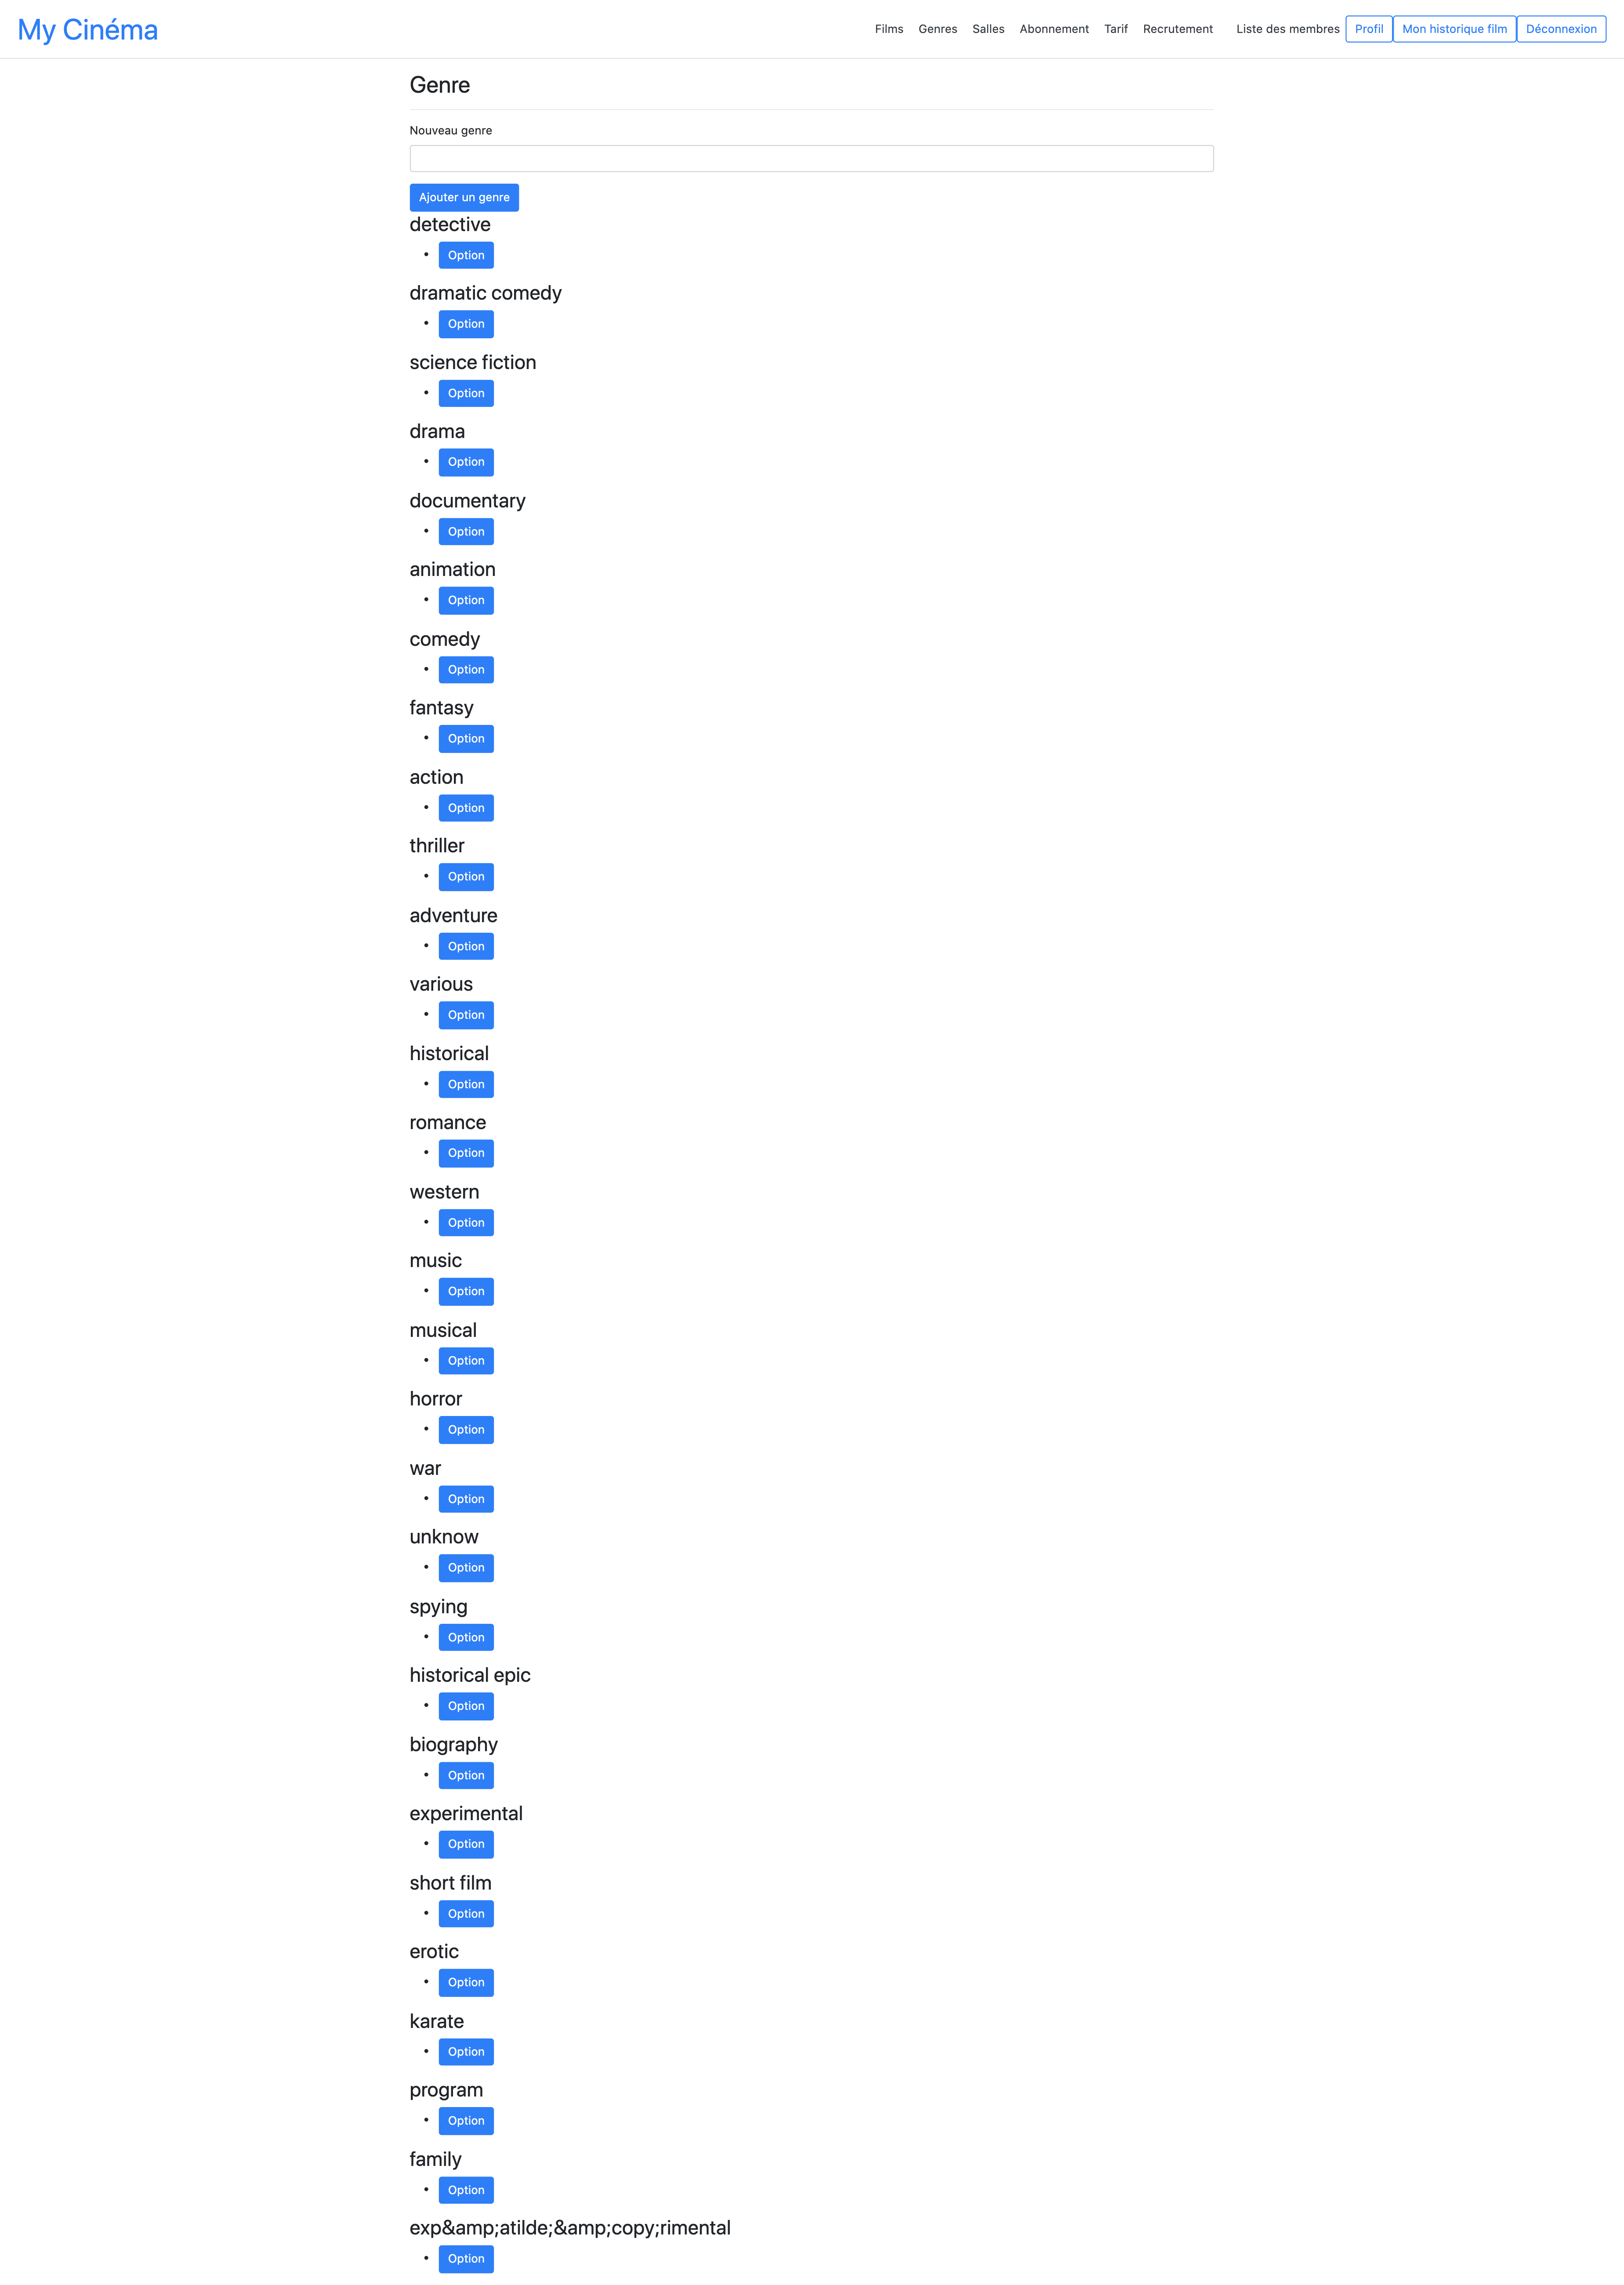 My Cinéma Films Genres Salles Abonnement Tarif Recrutement Liste des membres Profil Mon historique film Déconnexion
Genre
Nouveau genre
Ajouter un genre
detective
Option
dramatic comedy
Option
science fiction
Option
drama
Option
documentary
Option
animation
Option
comedy
Option
fantasy
Option
action
Option
thriller
Option
adventure
Option
various
Option
historical
Option
romance
Option
western
Option
music
Option
musical
Option
horror
Option
war
Option
unknow
Option
spying
Option
historical epic
Option
biography
Option
experimental
Option
short film
Option
erotic
Option
karate
Option
program
Option
family
Option
exp&amp;atilde;&amp;copy;rimental
Option